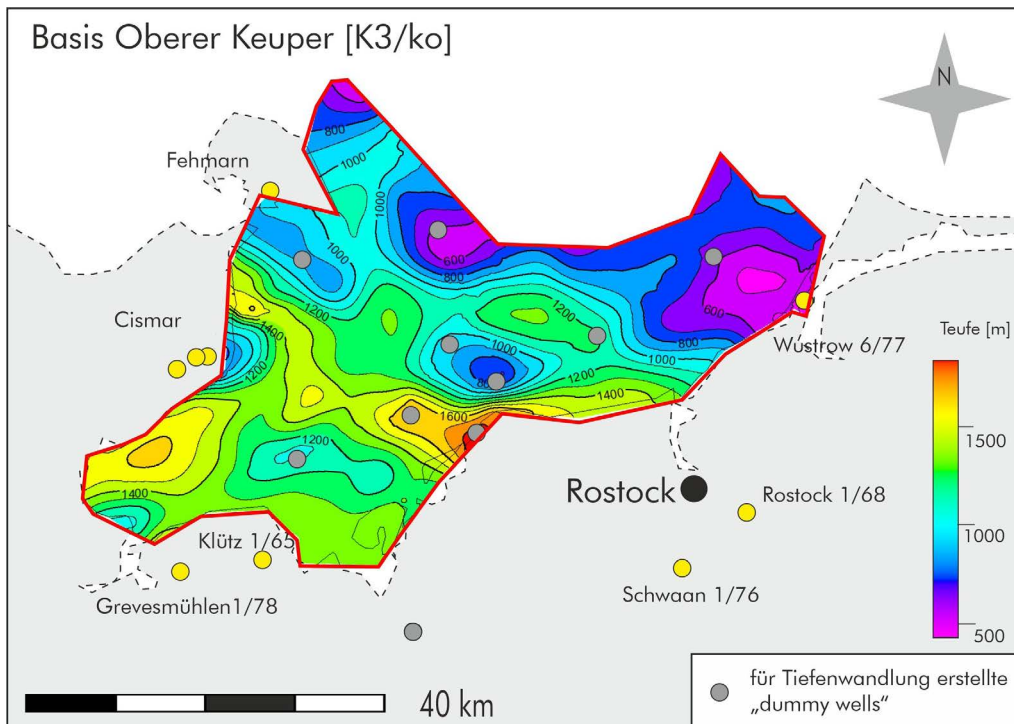 Basis Oberer Keuper [K3/ko]
N
Fehmarn
800
1000
1000
1000
600
800
1200
1200
600
Cismar
1400
1000
800
Wustrow 6/77
Teufe [m]
1200
1000
1200
1400
1600
1200
1500
1400
Rostock
Rostock 1/68
Klütz 1/65
1000
Grevesmühlen1/78
Schwaan 1/76
500
40 km
für Tiefenwandlung erstellte
„dummy wells“